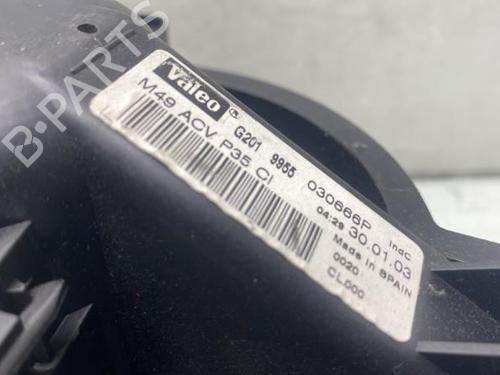 Valeo
M49 ACV P35 CI
G201 9955
030666P
IndC
04:29 30.01.03
Made in SPAIN
0020
CL000
B-PARTS